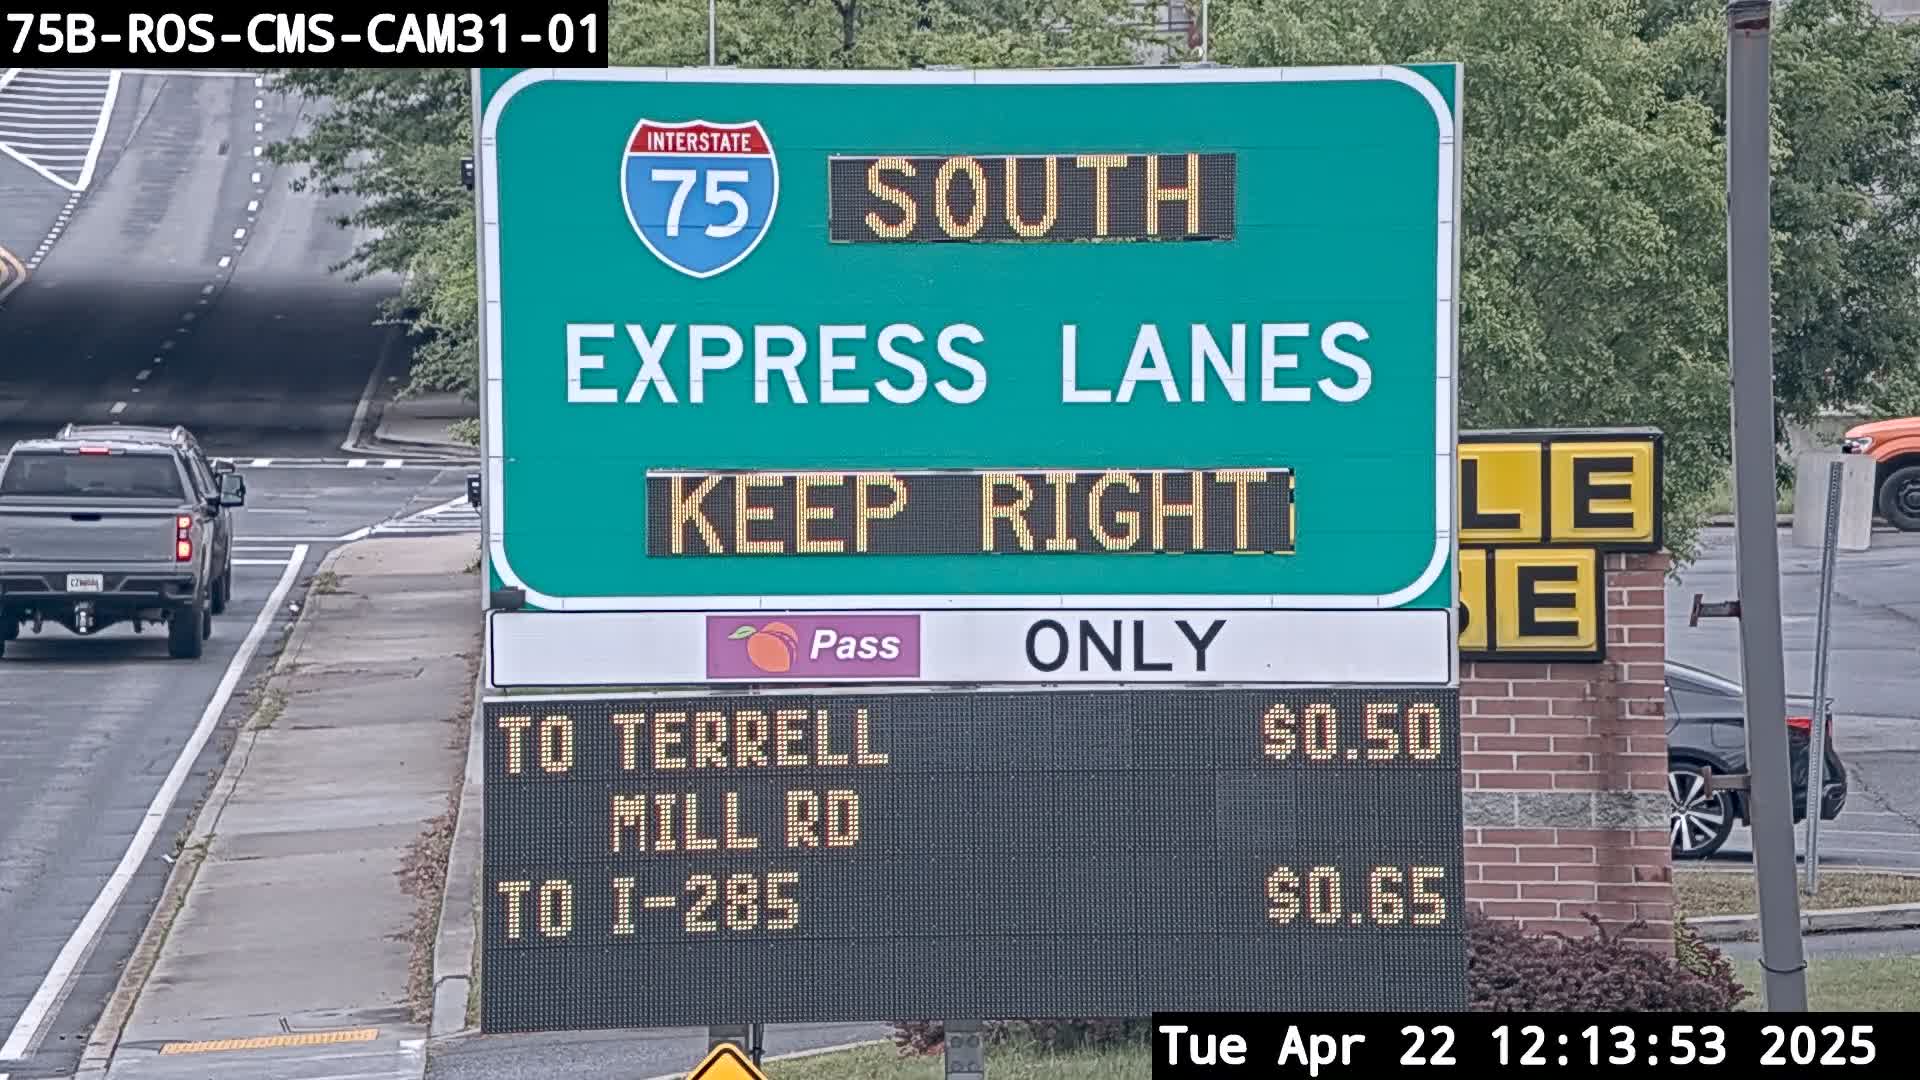 75B-ROS-CMS-CAM31-01
INTERSTATE
75
SOUTH
EXPRESS LANES
KEEP RIGHT
Pass ONLY
TO TERRELL $0.50
MILL RD
TO I-285 $0.65
LE
E
Tue Apr 22 12:13:53 2025